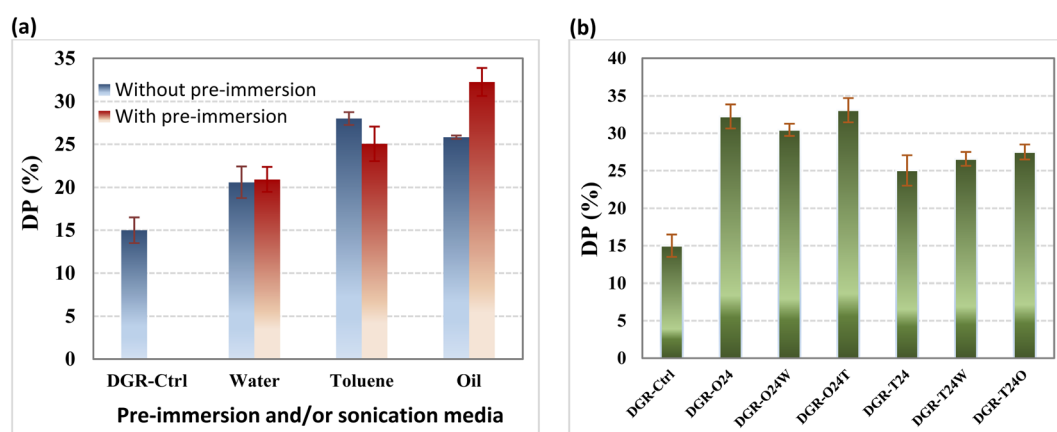 (a)
35
30
25
20
15
10
5
0
DP (%)
Without pre-immersion
With pre-immersion
DGR-Ctrl Water Toluene Oil
Pre-immersion and/or sonication media
(b)
40
35
30
25
20
15
10
5
0
DP (%)
DGR-Ctrl DGR-O24 DGR-O24W DGR-O24T DGR-T24 DGR-T24W DGR-T24O